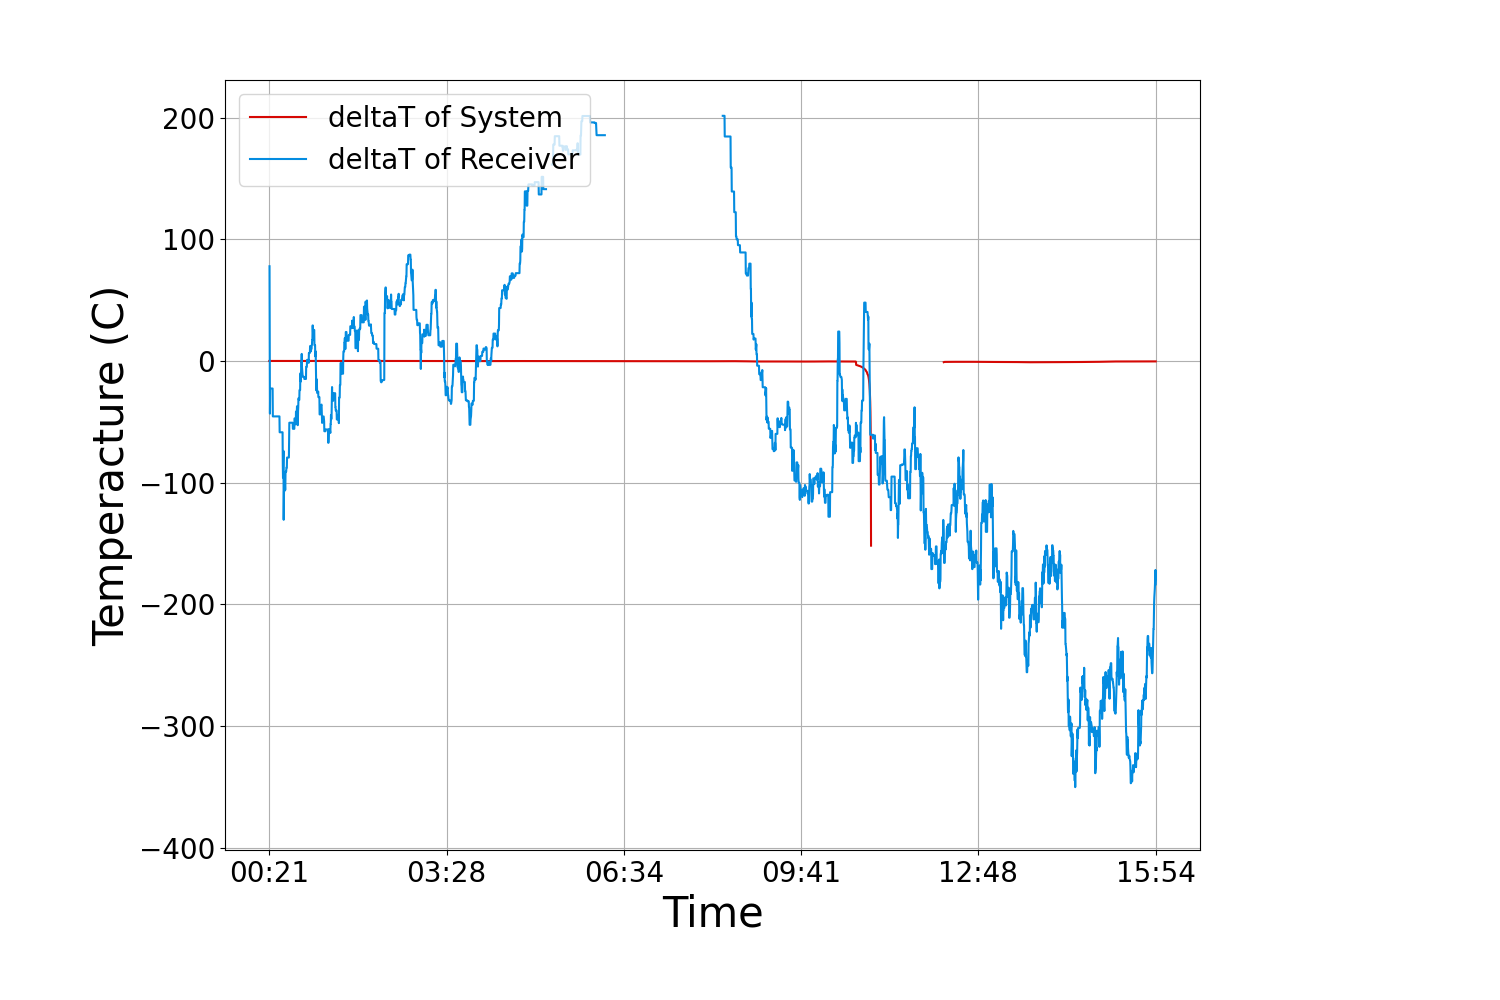 deltaT of System
deltaT of Receiver
200
100
0
−100
−200
−300
−400
Temperacture (C)
00:21 03:28 06:34 09:41 12:48 15:54
Time